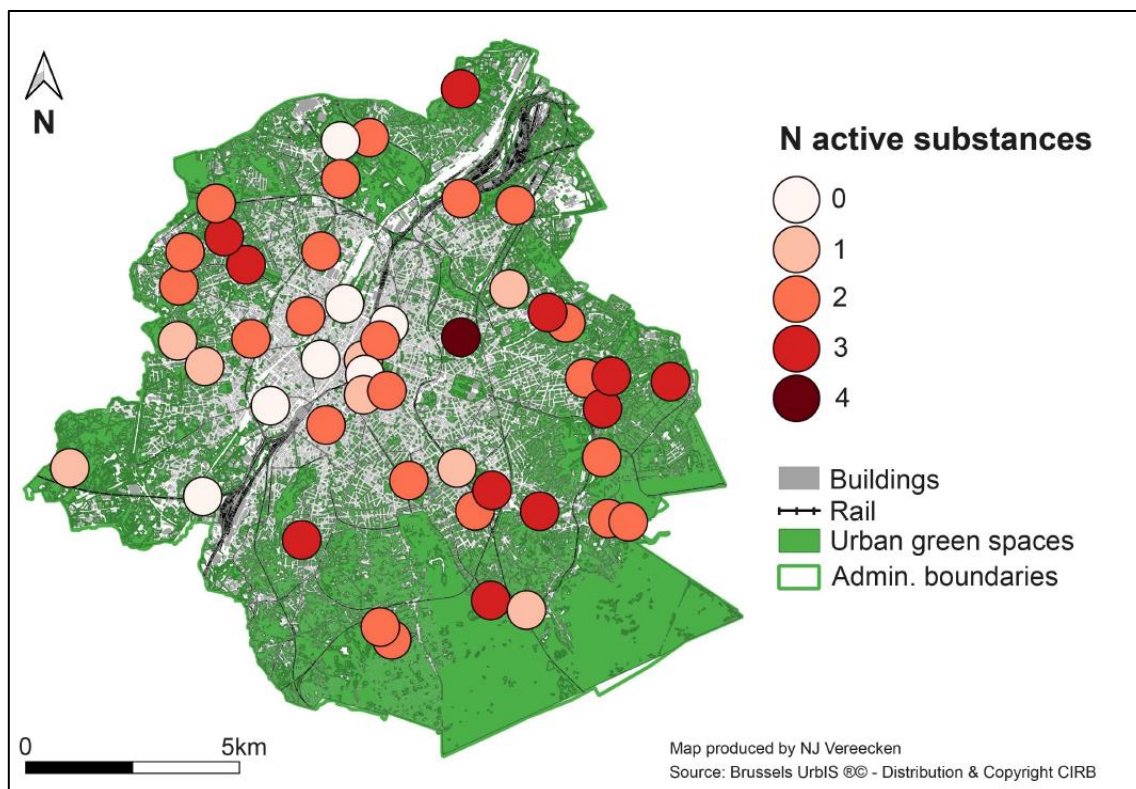 N
N active substances
0
1
2
3
4
Buildings
Rail
Urban green spaces
Admin. boundaries
0 5km
Map produced by NJ Vereecken
Source: Brussels UrbIS ®© - Distribution & Copyright CIRB